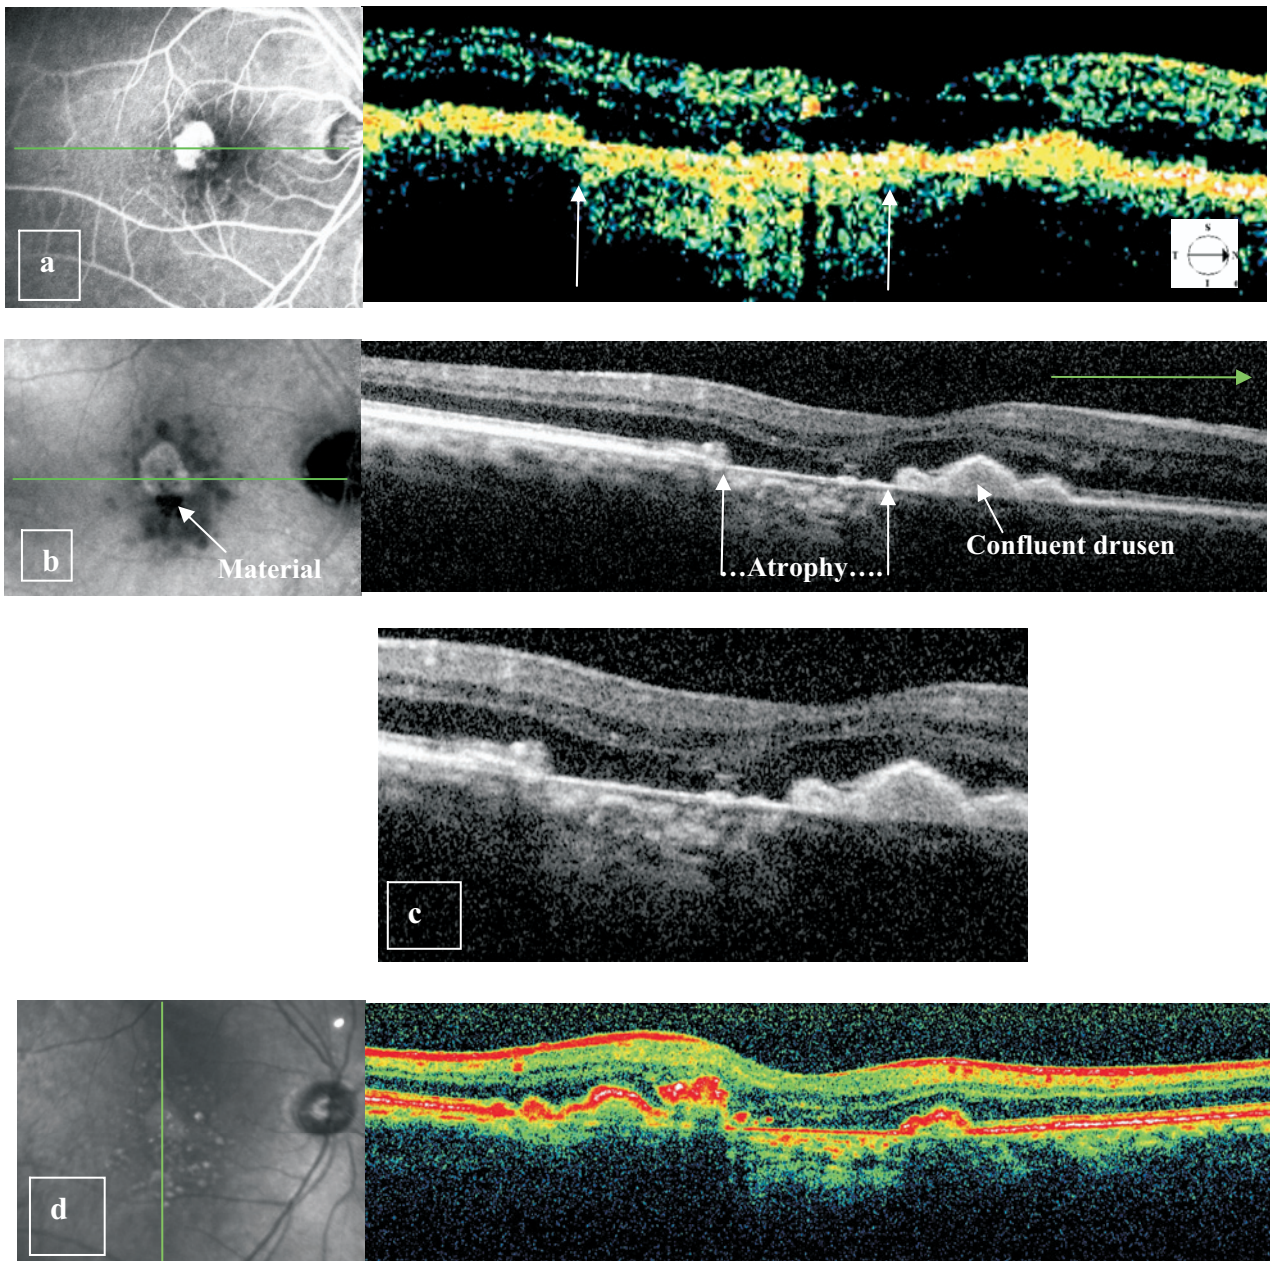 a
S
T N
I
b
Material
...Atrophy....
Confluent drusen
c
d